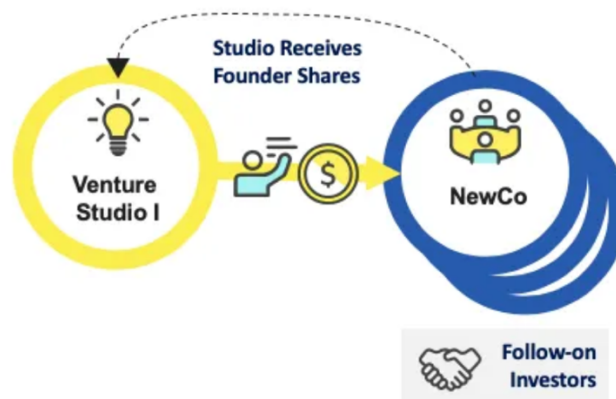 Studio Receives
Founder Shares
Venture
Studio I
$
NewCo
Follow-on
Investors